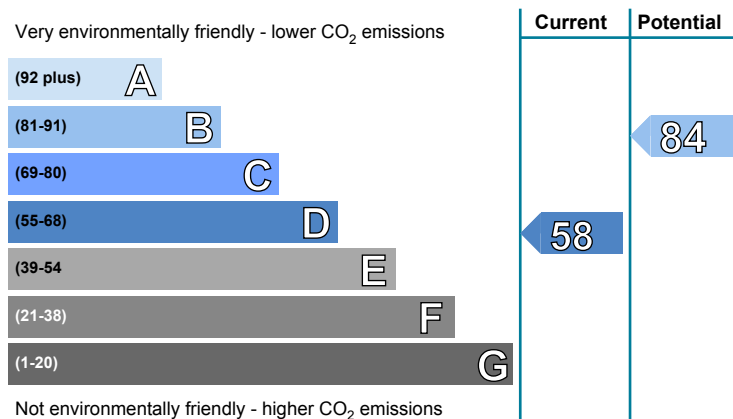 Very environmentally friendly - lower CO₂ emissions
Current
Potential
(92 plus) A
(81-91) B
84
(69-80) C
(55-68) D
58
(39-54 E
(21-38) F
(1-20) G
Not environmentally friendly - higher CO₂ emissions